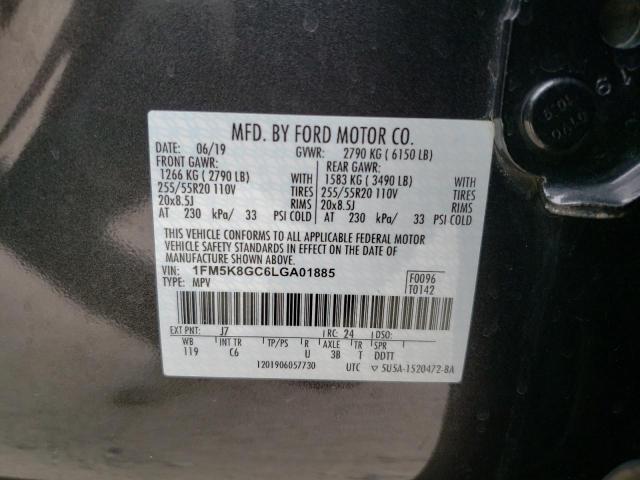 MFD. BY FORD MOTOR CO.
DATE: 06/19 GVWR: 2790 KG ( 6150 LB)
FRONT GAWR: REAR GAWR:
1266 KG ( 2790 LB) WITH 1583 KG ( 3490 LB) WITH
255/55R20 110V TIRES 255/55R20 110V TIRES
20x8.5J RIMS 20x8.5J RIMS
AT 230 kPa/ 33 PSI COLD AT 230 kPa/ 33 PSI COLD
THIS VEHICLE CONFORMS TO ALL APPLICABLE FEDERAL MOTOR
VEHICLE SAFETY STANDARDS IN EFFECT ON THE DATE OF
MANUFACTURE SHOWN ABOVE.
VIN: 1FM5K8GC6LGA01885 F0096
TYPE: MPV T0142
EXT PNT: J7 RC: 24 DSO:
WB INT TR TP/PS R AXLE TR SPR
119 C6 U 3B T DDTT
1201906057730 UTC ▽ 5U5A-1520472-BA